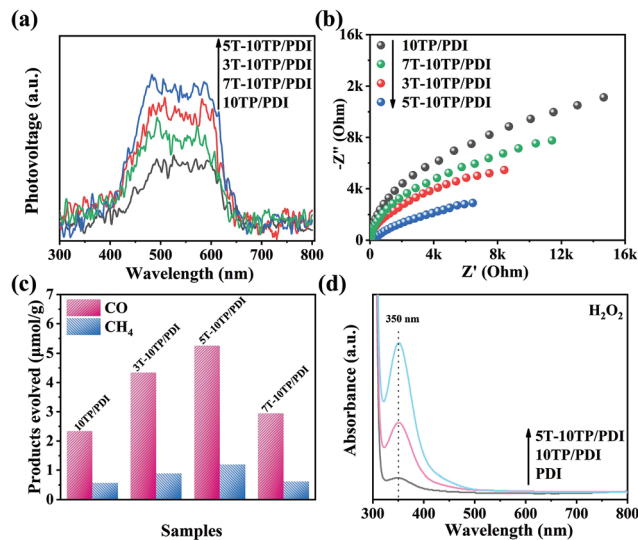 (a)
5T-10TP/PDI
3T-10TP/PDI
7T-10TP/PDI
10TP/PDI
Photovoltage (a.u.)
300 400 500 600 700 800
Wavelength (nm)
(b)
10TP/PDI
7T-10TP/PDI
3T-10TP/PDI
5T-10TP/PDI
-Z'' (Ohm)
16k
12k
8k
4k
0
0 4k 8k 12k 16k
Z' (Ohm)
(c)
CO
CH₄
Products evolved (μmol/g)
7
6
5
4
3
2
1
0
10TP/PDI
3T-10TP/PDI
5T-10TP/PDI
7T-10TP/PDI
Samples
(d)
350 nm
H₂O₂
5T-10TP/PDI
10TP/PDI
PDI
Absorbance (a.u.)
300 400 500 600 700 800
Wavelength (nm)